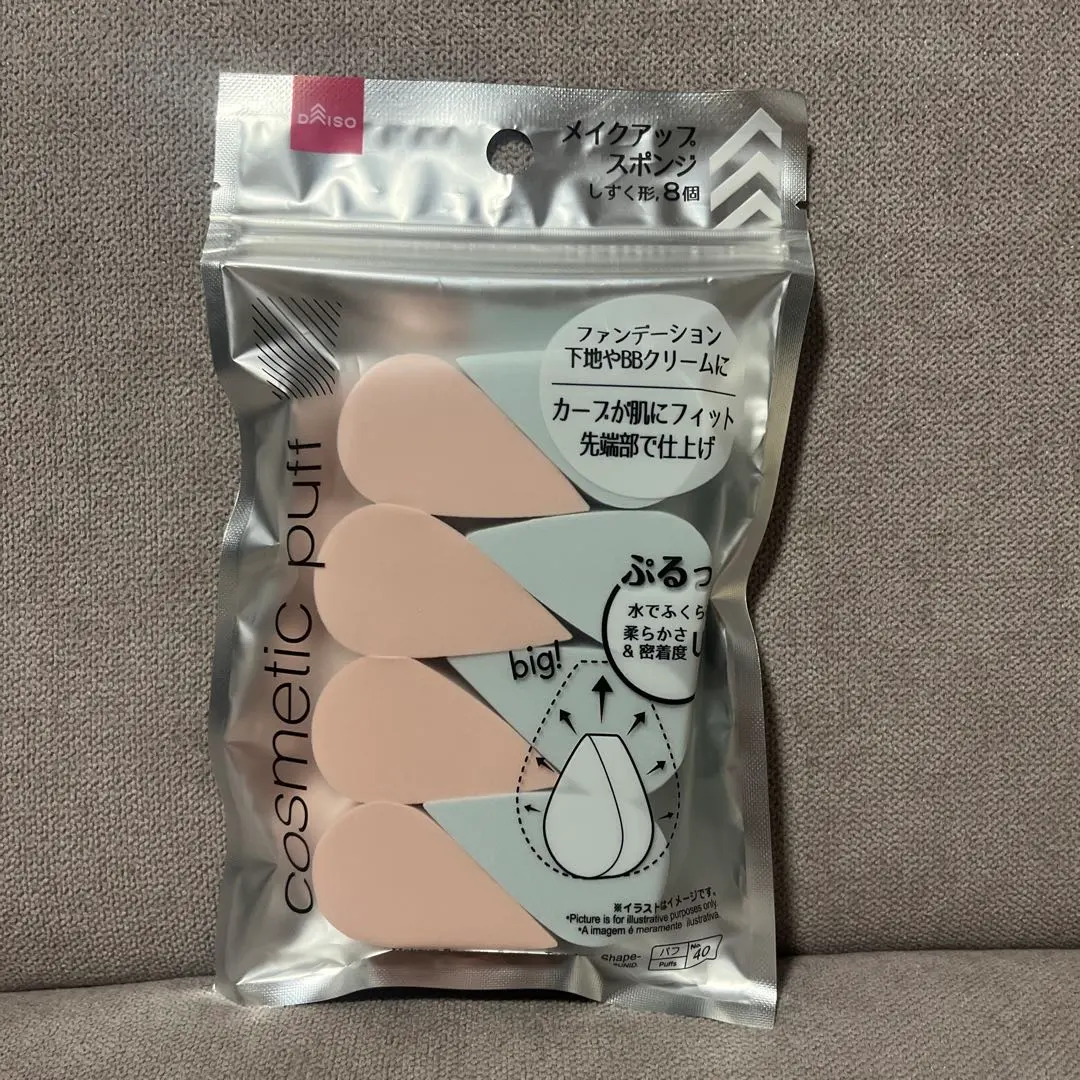 DAISO
メイクアップ
スポンジ
しずく形, 8個
cosmetic puff
ファンデーション
下地やBBクリームに
カーブが肌にフィット
先端部で仕上げ
ぷるっ
水でふくら
柔らかさ
& 密着度
big!
※イラストはイメージです。
*Picture is for illustrative purposes only.
*A imagem é meramente ilustrativa.
Shape-
8UNID.
パフ
Puffs
No.
40